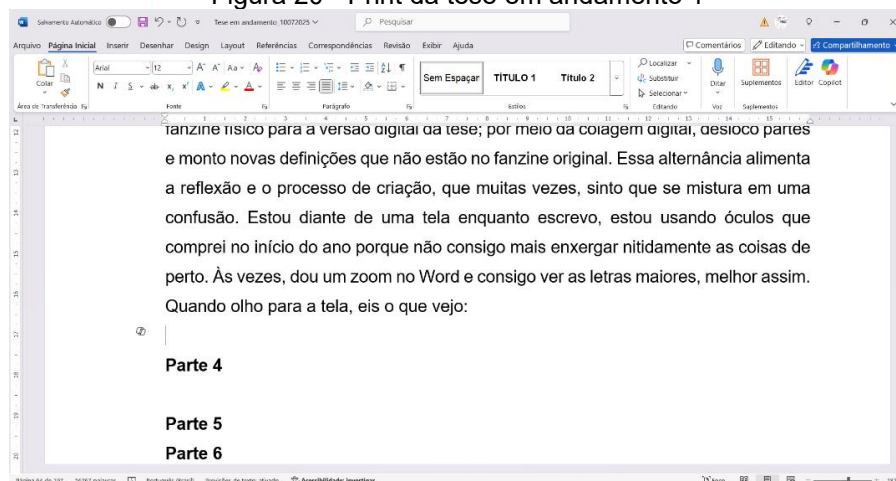 Figura 20 - Print da tese em andamento 1
Salvamento Automático
Tese em andamento 10072025
Pesquisar
Arquivo Página Inicial Inserir Desenhar Design Layout Referências Correspondências Revisão Exibir Ajuda
Comentários Editando Compartilhamento
Colar
Arial 12
Sem Espaçar TÍTULO 1 Título 2
Localizar
Substituir
Selecionar
Ditar Suplementos Editor Copilot
Área de Transferência Fonte Parágrafo Estilos Editando Voz Suplementos
fanzine físico para a versão digital da tese; por meio da colagem digital, desloco partes
e monto novas definições que não estão no fanzine original. Essa alternância alimenta
a reflexão e o processo de criação, que muitas vezes, sinto que se mistura em uma
confusão. Estou diante de uma tela enquanto escrevo, estou usando óculos que
comprei no início do ano porque não consigo mais enxergar nitidamente as coisas de
perto. Às vezes, dou um zoom no Word e consigo ver as letras maiores, melhor assim.
Quando olho para a tela, eis o que vejo:
Parte 4
Parte 5
Parte 6